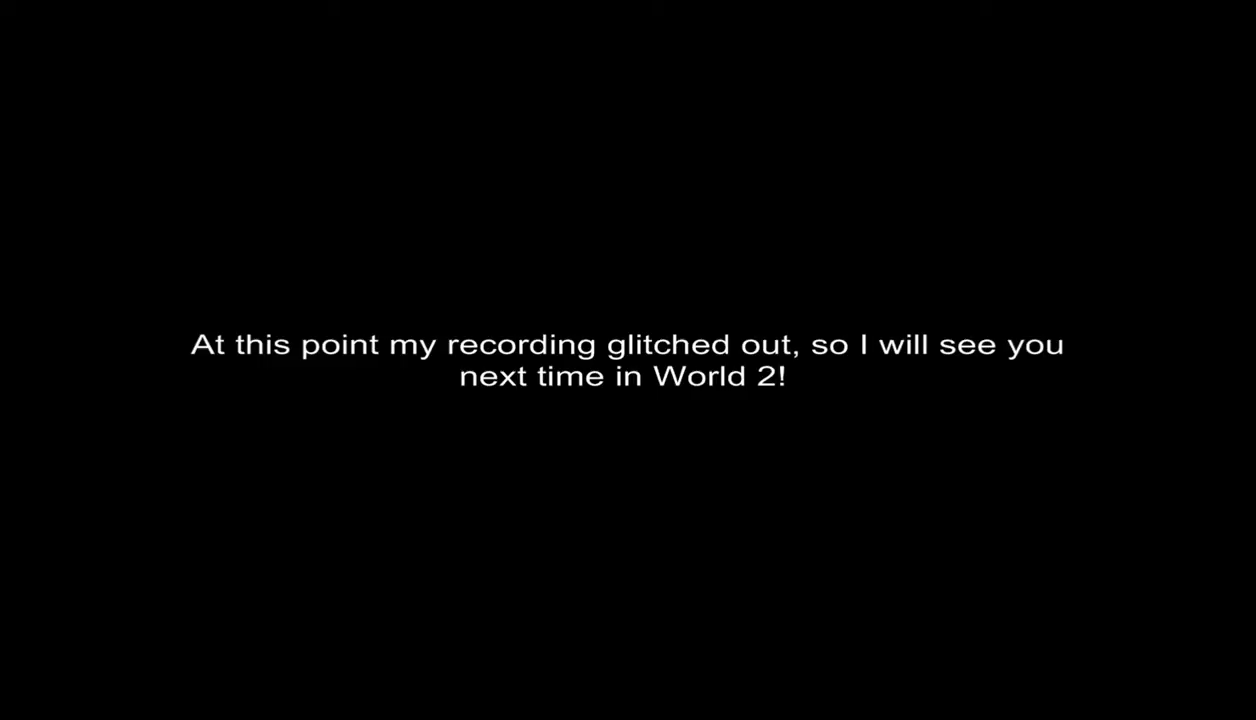 At this point my recording glitched out, so I will see you
next time in World 2!